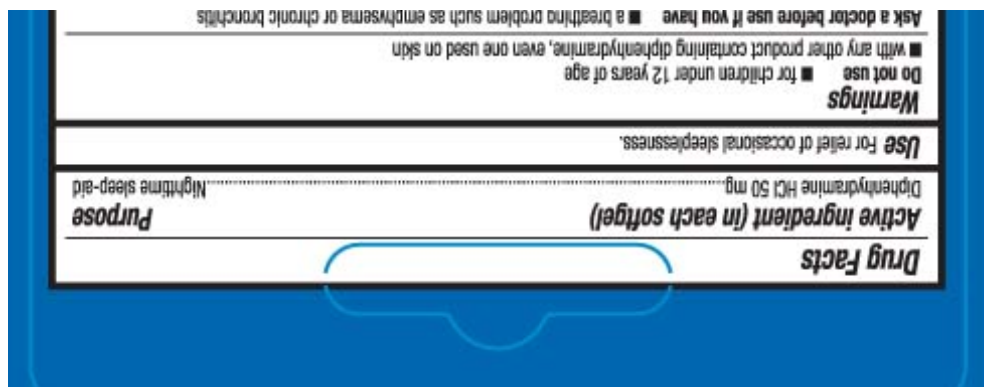 Drug Facts
Active ingredient (in each softgel) Purpose
Diphenhydramine HCl 50 mg........Nighttime sleep-aid
Use For relief of occasional sleeplessness.
Warnings
Do not use ■ for children under 12 years of age
■ with any other product containing diphenhydramine, even one used on skin
Ask a doctor before use if you have ■ a breathing problem such as emphysema or chronic bronchitis